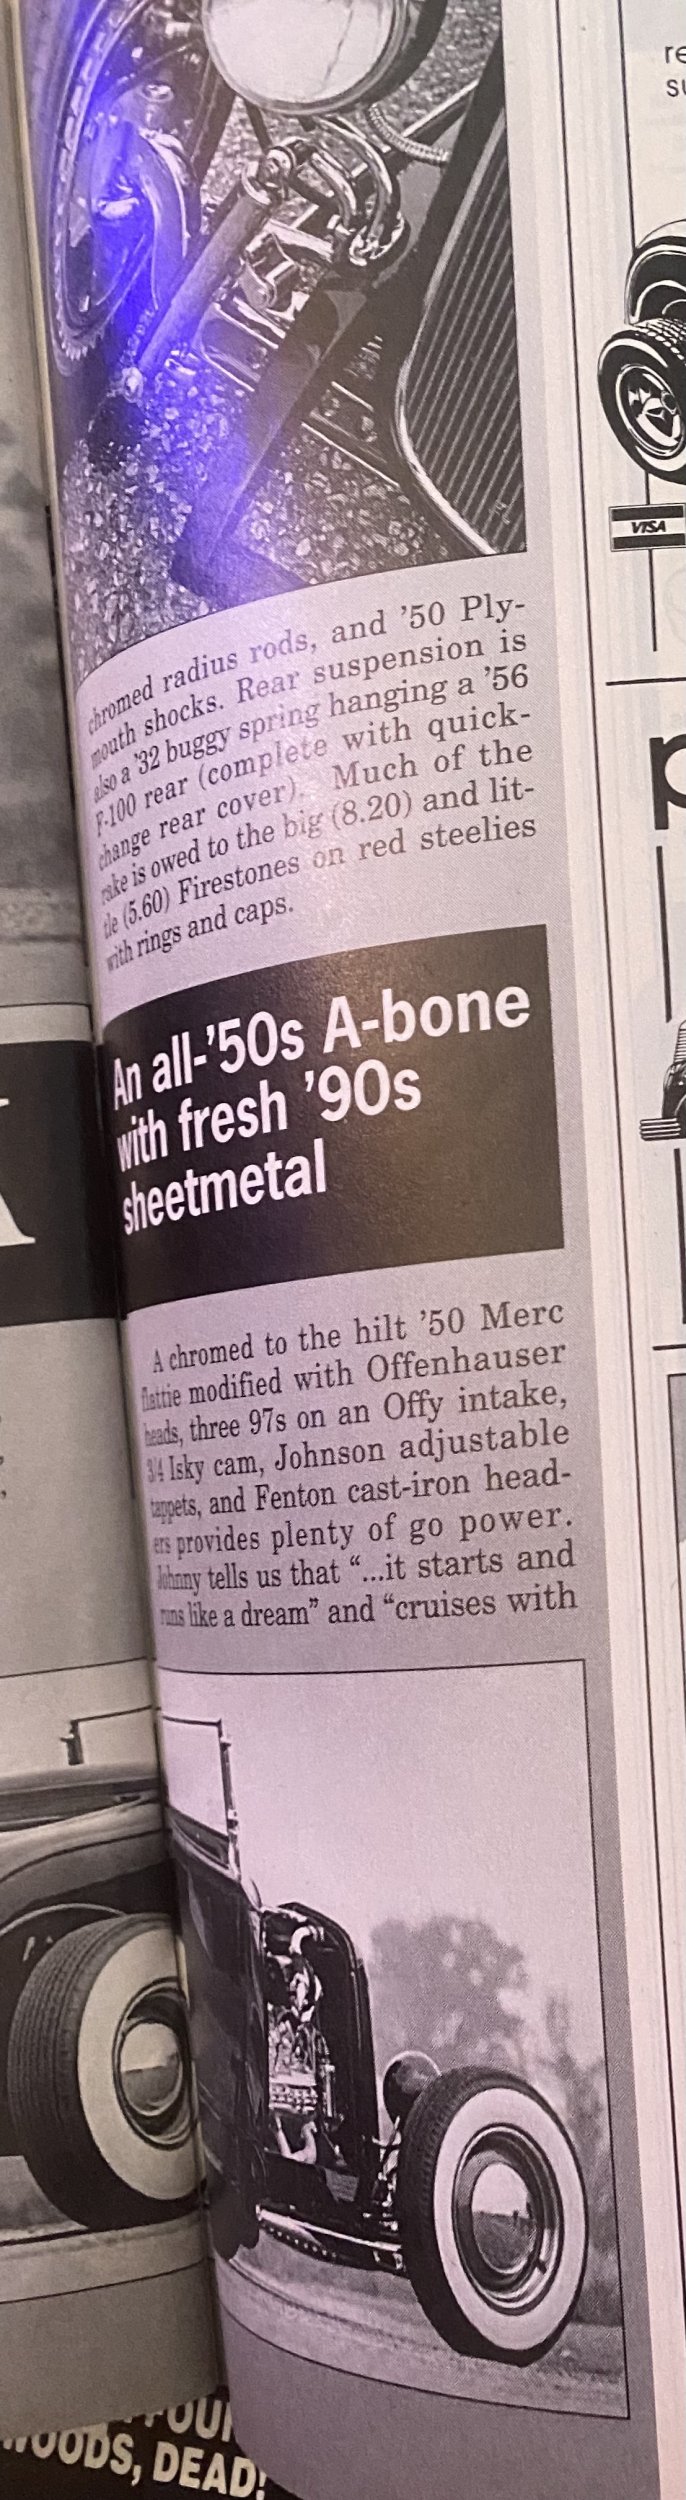 chromed radius rods, and ’50 Ply-
mouth shocks. Rear suspension is
also a ’32 buggy spring hanging a ’56
F-100 rear (complete with quick-
change rear cover). Much of the
rake is owed to the big (8.20) and lit-
tle (5.60) Firestones on red steelies
with rings and caps.
An all-’50s A-bone
with fresh ’90s
sheetmetal
A chromed to the hilt ’50 Merc
flattie modified with Offenhauser
heads, three 97s on an Offy intake,
3/4 Isky cam, Johnson adjustable
tappets, and Fenton cast-iron head-
ers provides plenty of go power.
Johnny tells us that “...it starts and
runs like a dream” and “cruises with
re
VISA
WOODS, DEAD!